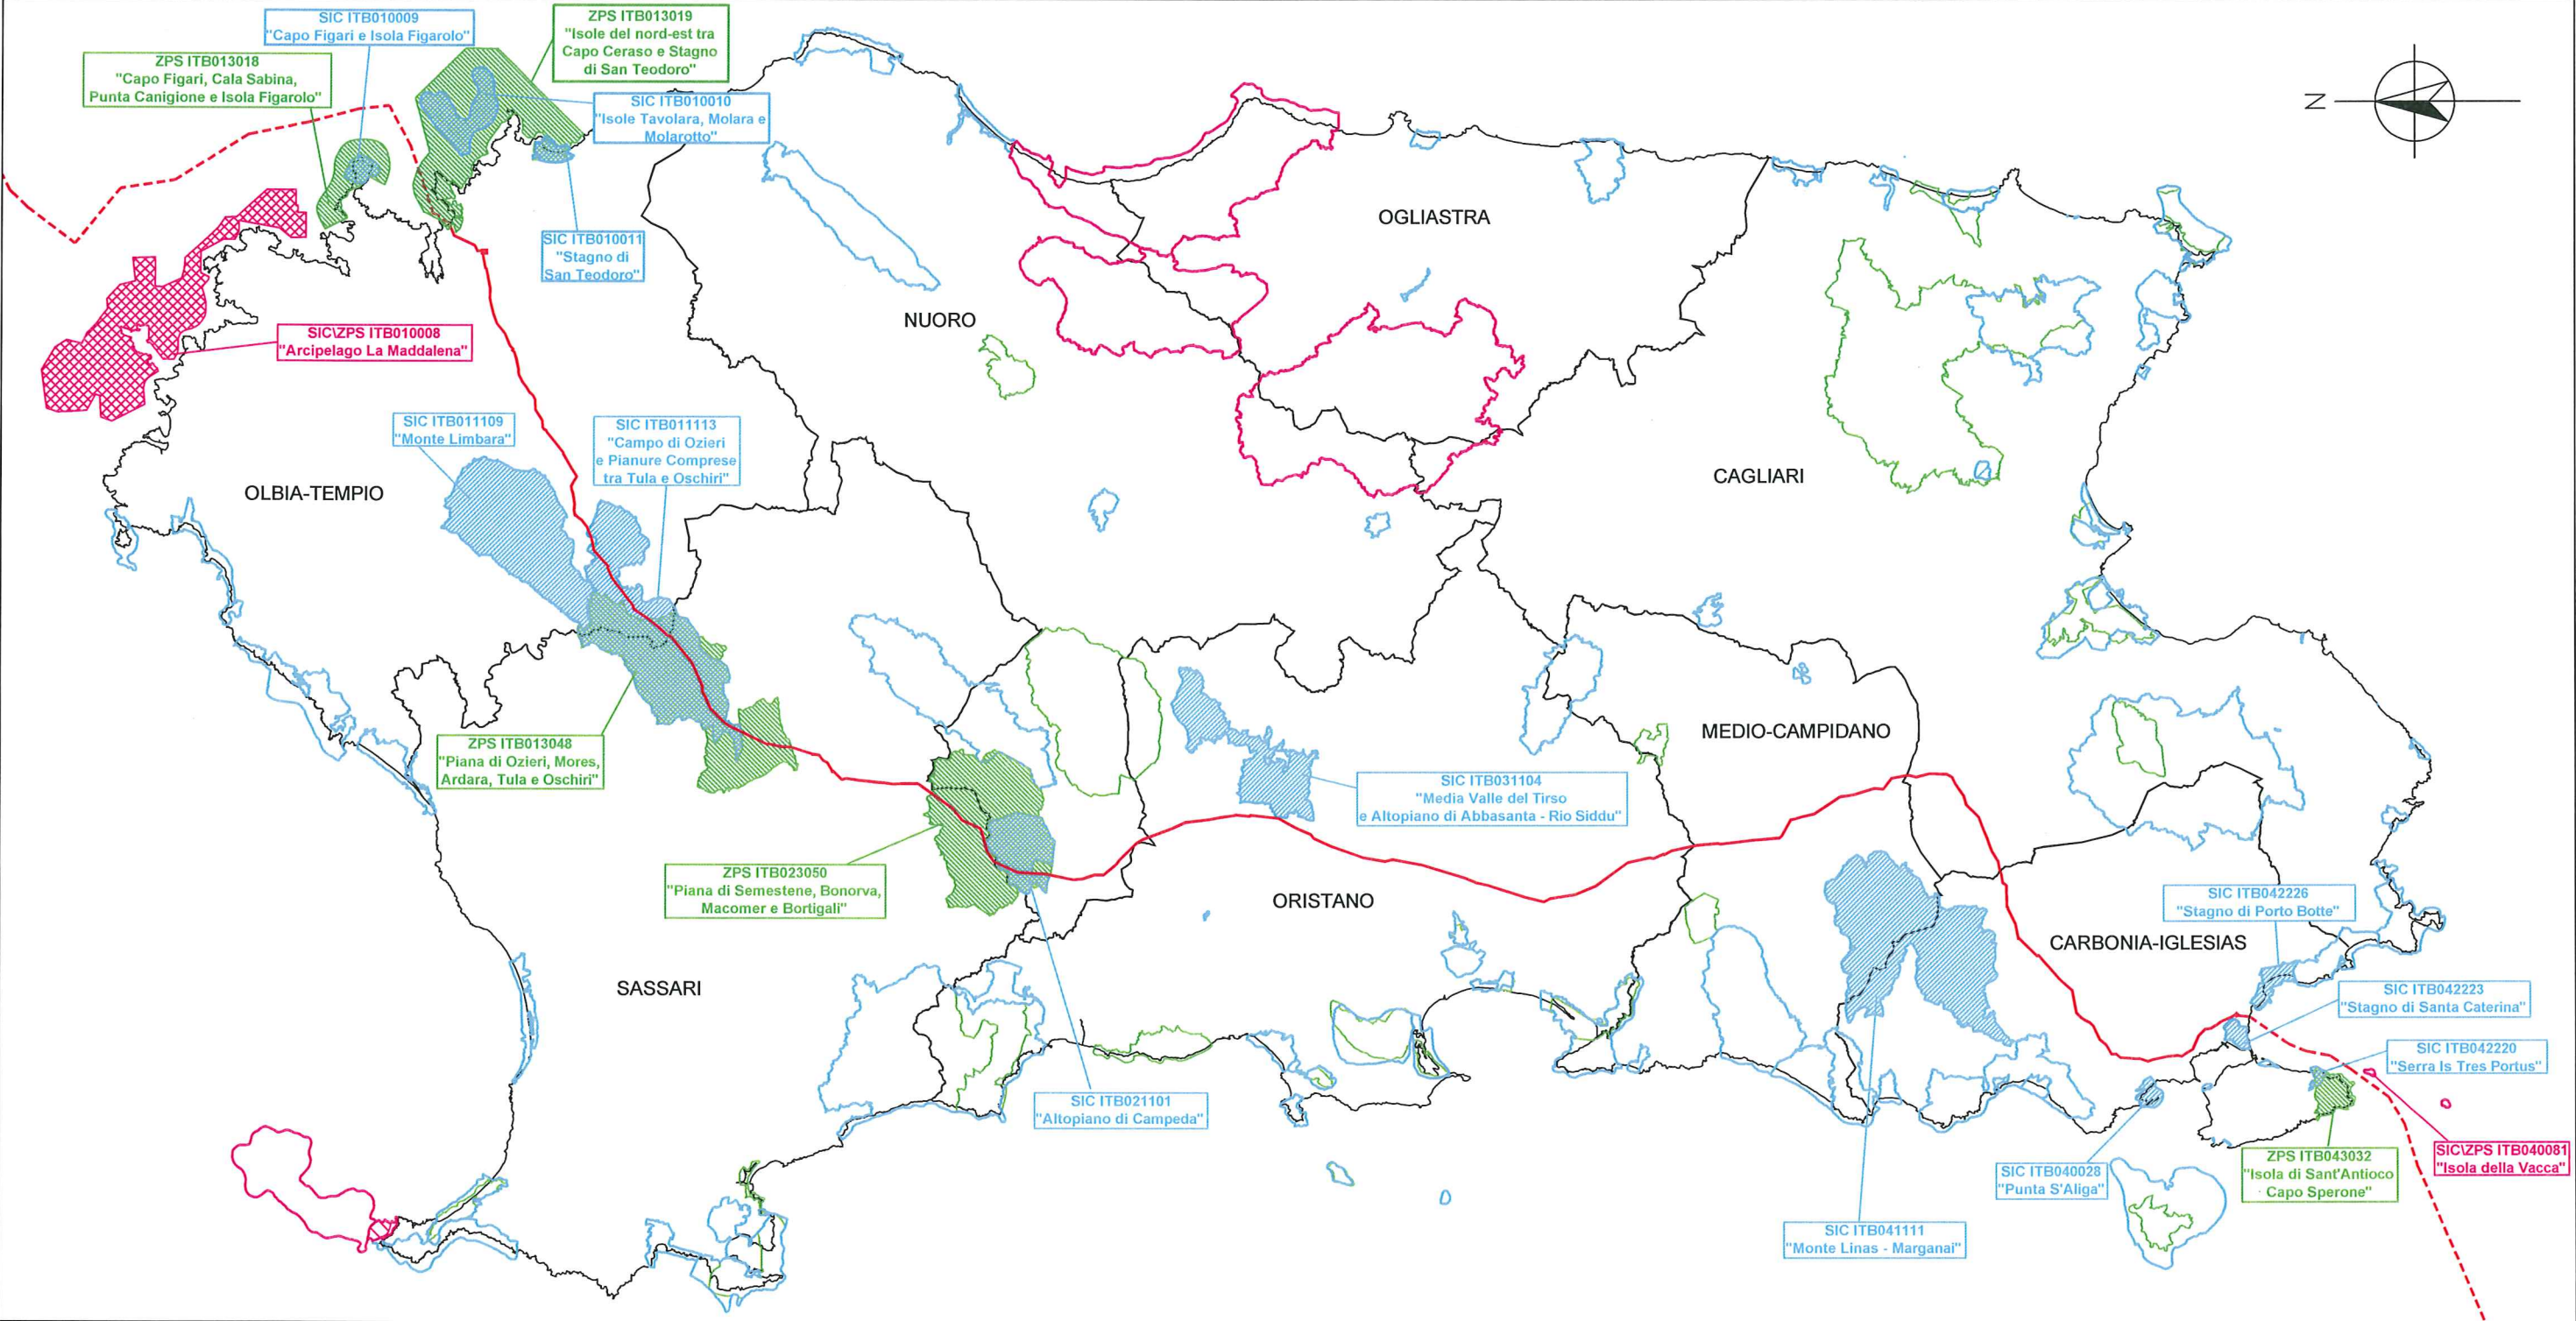 SIC ITB010009
"Capo Figari e Isola Figarolo"
ZPS ITB013019
"Isole del nord-est tra
Capo Ceraso e Stagno
di San Teodoro"
ZPS ITB013018
"Capo Figari, Cala Sabina,
Punta Canigione e Isola Figarolo"
SIC ITB010010
"Isole Tavolara, Molara e
Molarotto"
N
OGLIASTRA
SIC ITB010011
"Stagno di
San Teodoro"
NUORO
SIC\ZPS ITB010008
"Arcipelago La Maddalena"
SIC ITB011109
"Monte Limbara"
SIC ITB011113
"Campo di Ozieri
e Pianure Comprese
tra Tula e Oschiri"
CAGLIARI
OLBIA-TEMPIO
MEDIO-CAMPIDANO
ZPS ITB013048
"Piana di Ozieri, Mores,
Ardara, Tula e Oschiri"
SIC ITB031104
"Media Valle del Tirso
e Altopiano di Abbasanta - Rio Siddu"
ZPS ITB023050
"Piana di Semestene, Bonorva,
Macomer e Bortigali"
ORISTANO
SIC ITB042226
"Stagno di Porto Botte"
CARBONIA-IGLESIAS
SASSARI
SIC ITB042223
"Stagno di Santa Caterina"
SIC ITB042220
"Serra Is Tres Portus"
SIC ITB021101
"Altopiano di Campeda"
SIC\ZPS ITB040081
"Isola della Vacca"
ZPS ITB043032
"Isola di Sant'Antioco
Capo Sperone"
SIC ITB040028
"Punta S'Aliga"
SIC ITB041111
"Monte Linas - Marganai"